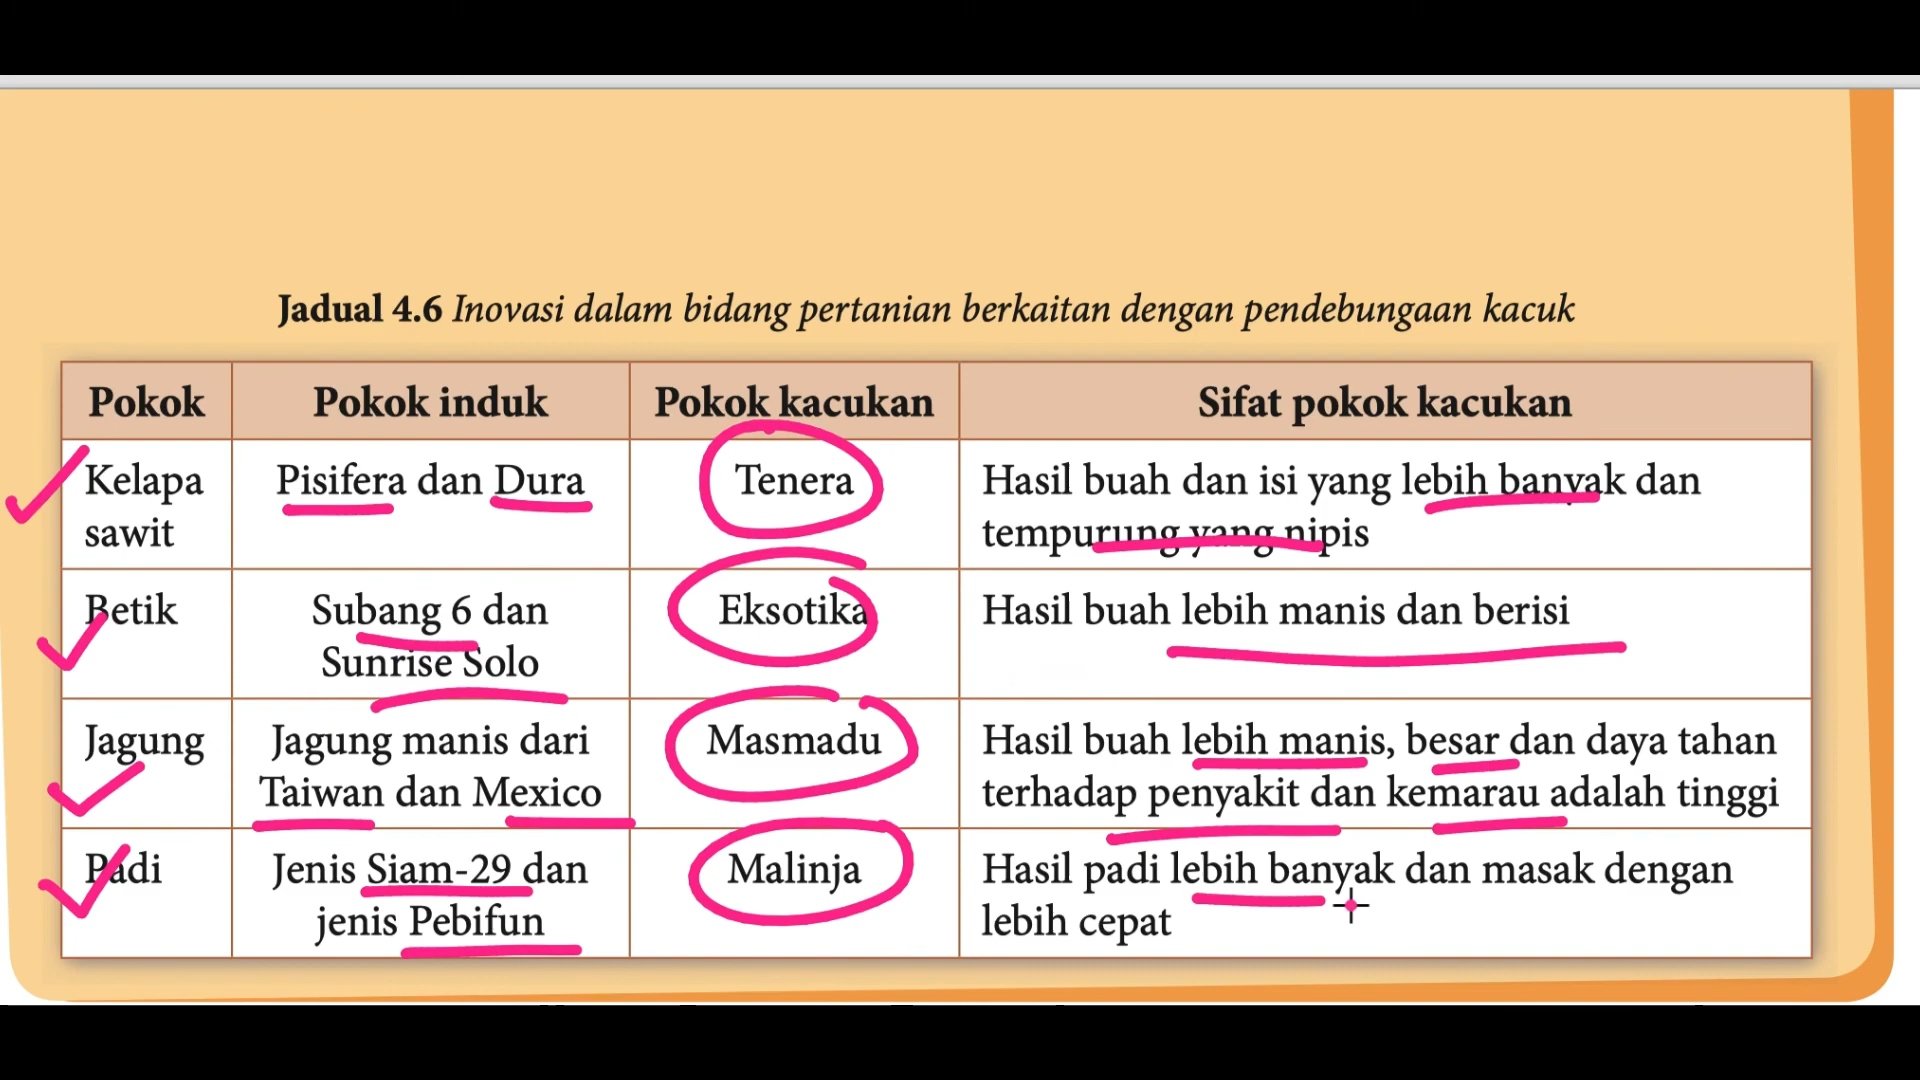 Jadual 4.6 Inovasi dalam bidang pertanian berkaitan dengan pendebungaan kacuk
Pokok
Pokok induk
Pokok kacukan
Sifat pokok kacukan
Kelapa
sawit
Pisifera dan Dura
Tenera
Hasil buah dan isi yang lebih banyak dan
tempurung yang nipis
Betik
Subang 6 dan
Sunrise Solo
Eksotika
Hasil buah lebih manis dan berisi
Jagung
Jagung manis dari
Taiwan dan Mexico
Masmadu
Hasil buah lebih manis, besar dan daya tahan
terhadap penyakit dan kemarau adalah tinggi
Padi
Jenis Siam-29 dan
jenis Pebifun
Malinja
Hasil padi lebih banyak dan masak dengan
lebih cepat